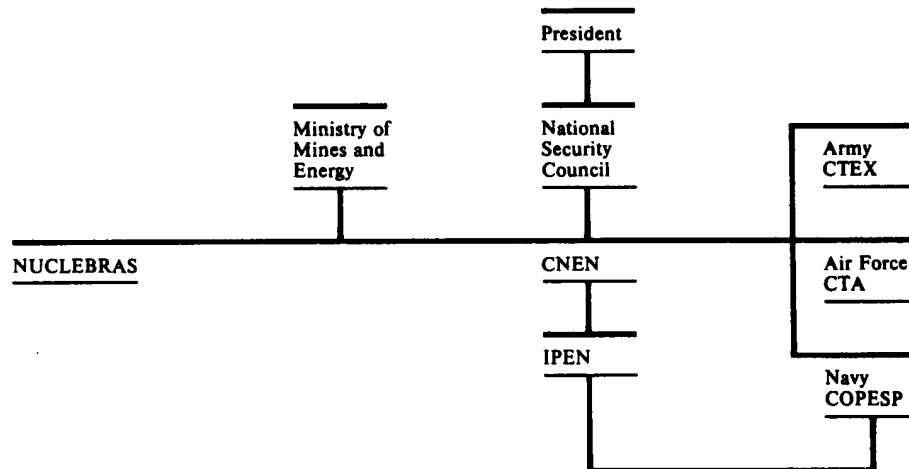 President
Ministry of
Mines and
Energy
National
Security
Council
Army
CTEX
NUCLEBRAS
CNEN
Air Force
CTA
IPEN
Navy
COPESP